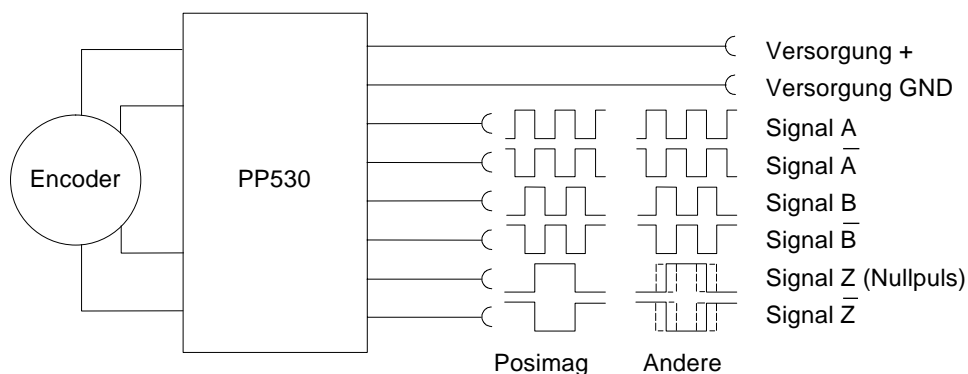 Encoder
PP530
Versorgung +
Versorgung GND
Signal A
Signal A̅
Signal B
Signal B̅
Signal Z (Nullpuls)
Signal Z̅
Posimag Andere